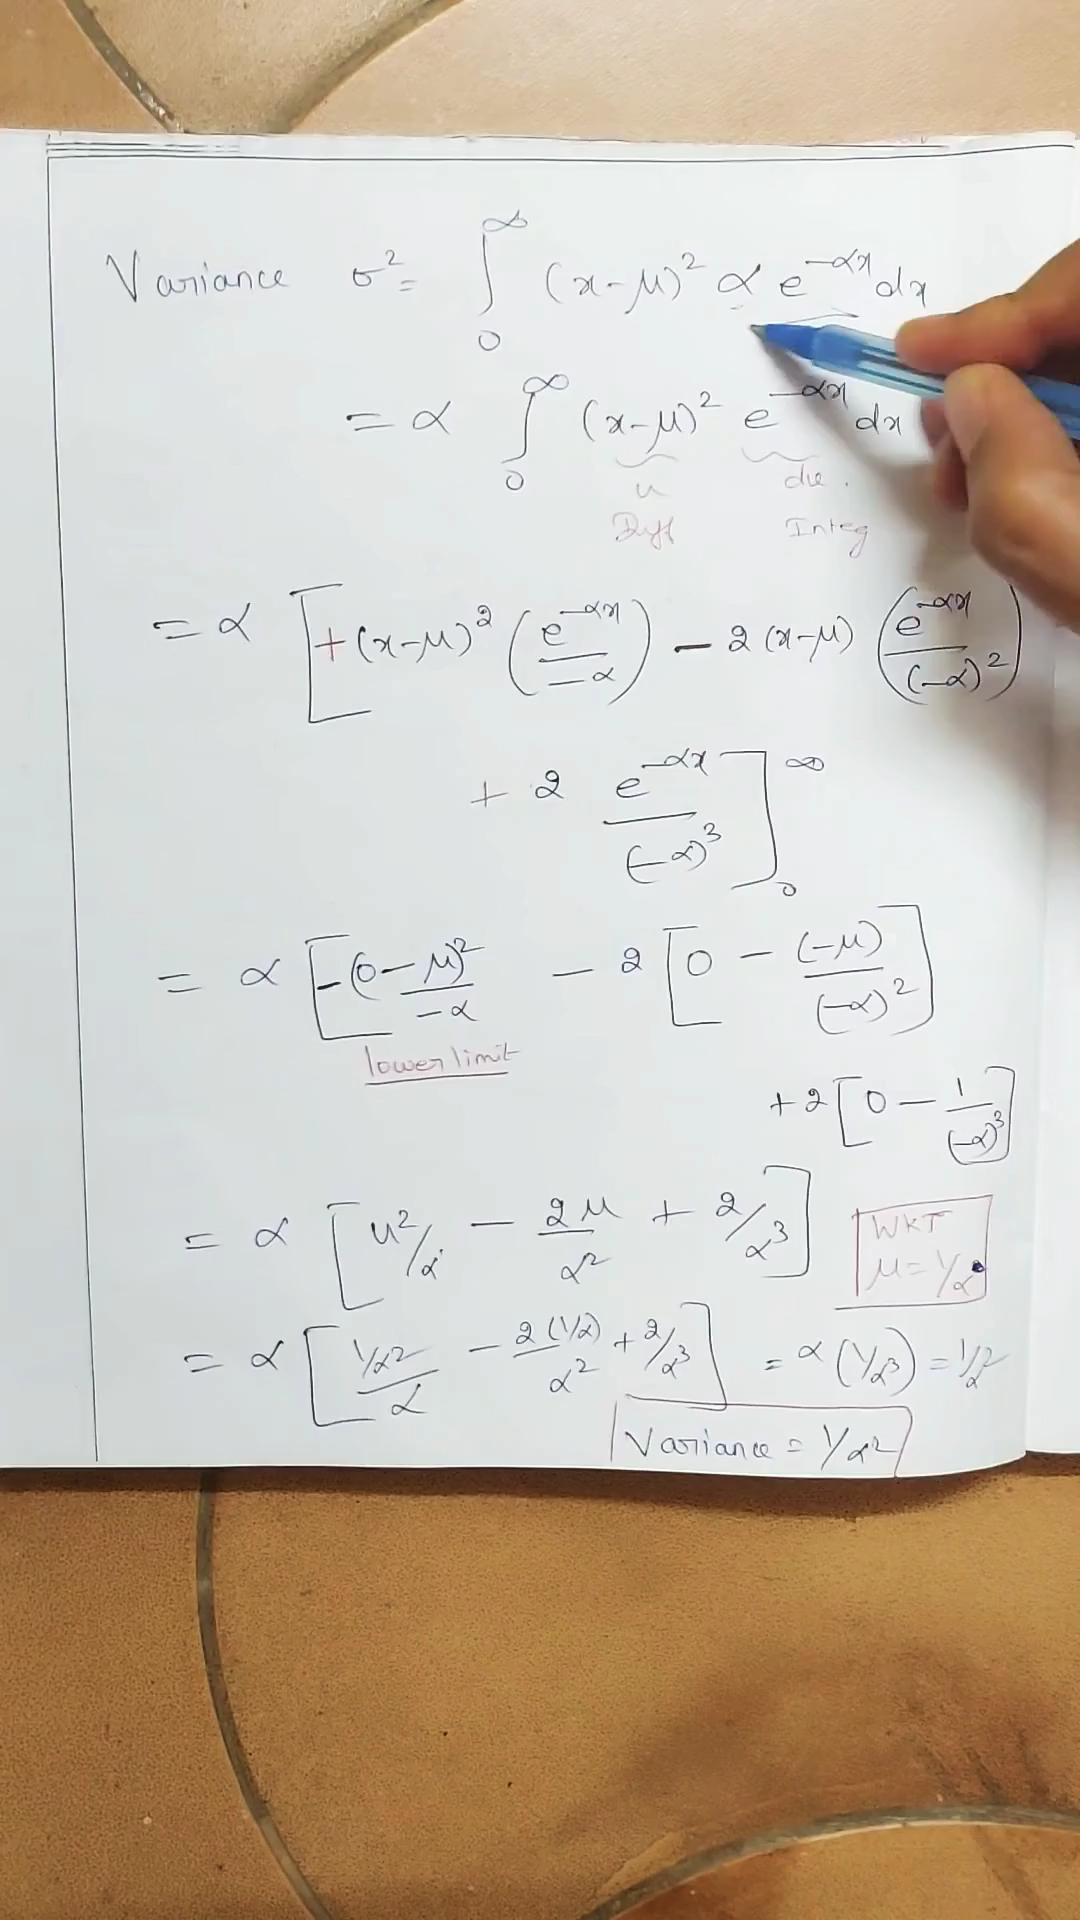 Variance σ² = ∫₀^∞ (x-μ)² α e^{-αx} dx
= α ∫₀^∞ (x-μ)² e^{-αx} dx
u dv.
Diff Integ
= α [+(x-μ)² (e^{-αx}/-α) - 2(x-μ) (e^{-αx}/(-α)²)
+ 2 e^{-αx}/(-α)³]₀^∞
= α [-(0-μ)²/-α - 2[0 - (-μ)/(-α)²]
lower limit
+2[0 - 1/(-α)³]
= α [μ²/α - 2μ/α² + 2/α³] WKT
μ = 1/α
= α [1/α²/α - 2(1/α)/α² + 2/α³] = α(1/α³) = 1/α²
Variance = 1/α²